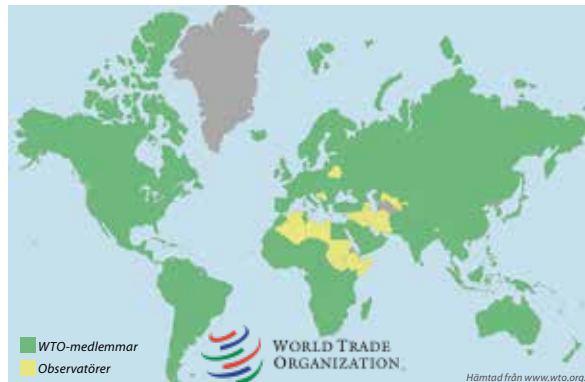 WTO-medlemmar
Observatörer
WORLD TRADE
ORGANIZATION
Hämtad från www.wto.org